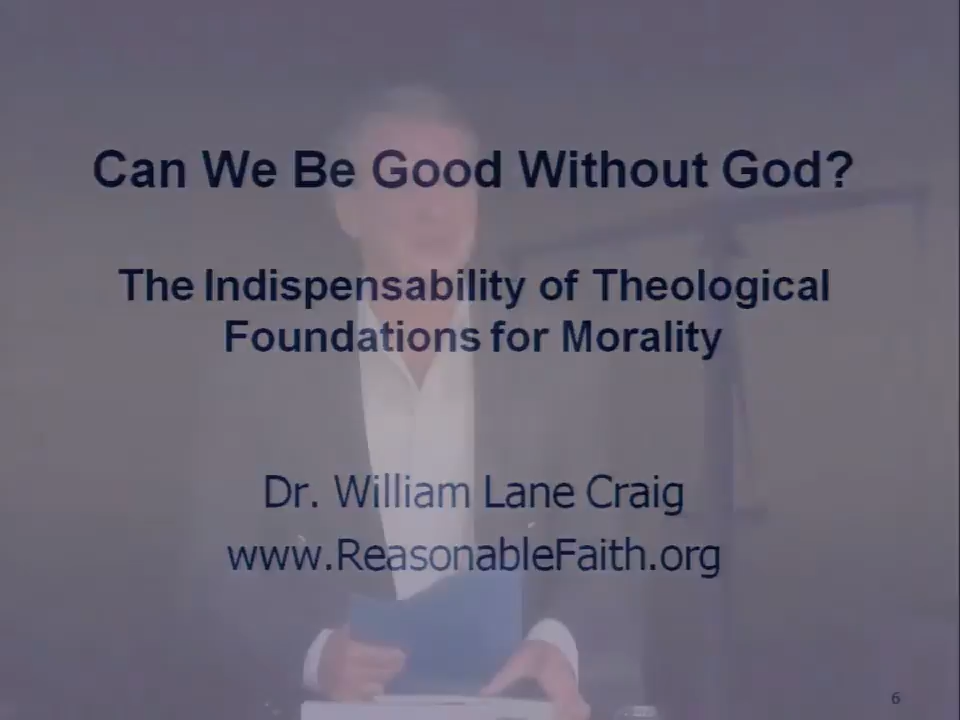 Can We Be Good Without God?
The Indispensability of Theological
Foundations for Morality
Dr. William Lane Craig
www.ReasonableFaith.org
6